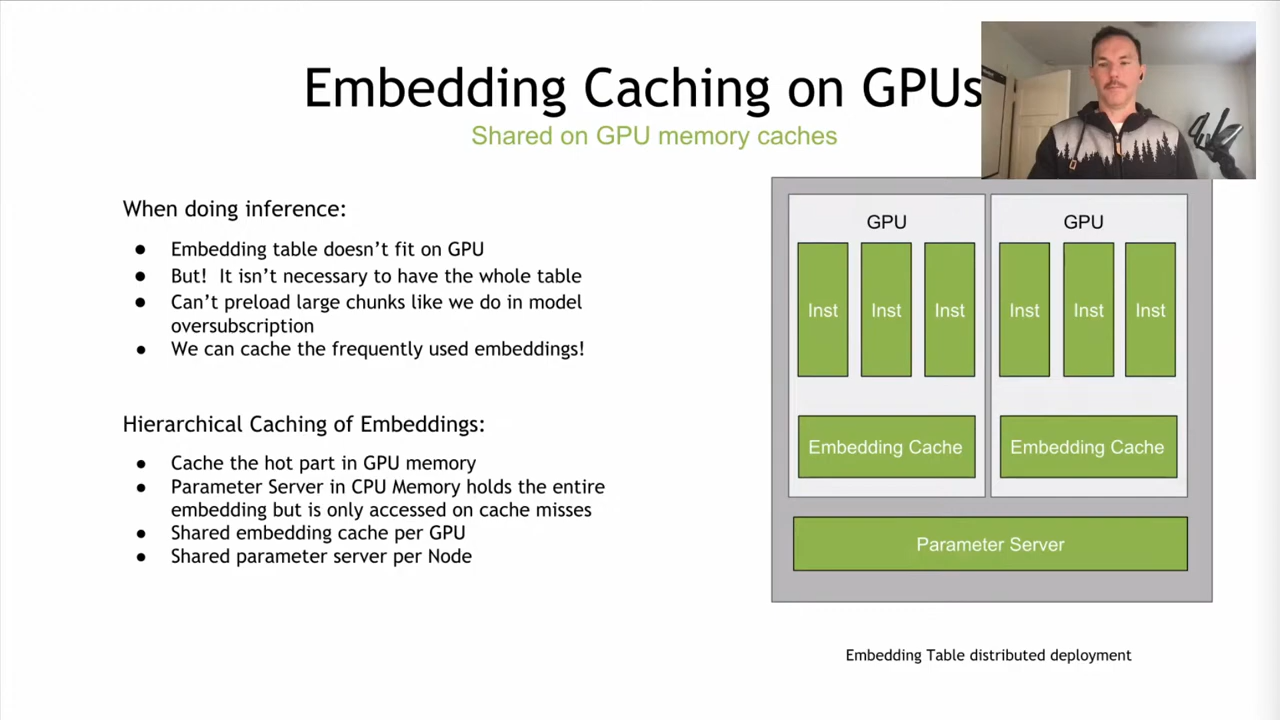 Embedding Caching on GPUs
Shared on GPU memory caches
When doing inference:
● Embedding table doesn't fit on GPU
● But!  It isn't necessary to have the whole table
● Can't preload large chunks like we do in model
oversubscription
● We can cache the frequently used embeddings!
Hierarchical Caching of Embeddings:
● Cache the hot part in GPU memory
● Parameter Server in CPU Memory holds the entire
embedding but is only accessed on cache misses
● Shared embedding cache per GPU
● Shared parameter server per Node
GPU GPU
Inst Inst Inst Inst Inst Inst
Embedding Cache Embedding Cache
Parameter Server
Embedding Table distributed deployment